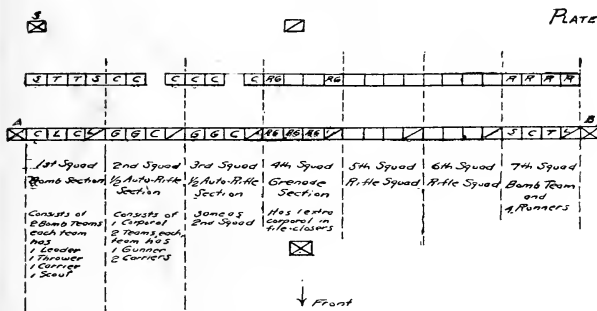 PLATE
S
S T T S C C C C C C RG RG R R R R
A B
C L C L G G C G G C A RG RG RG S C T L
1st Squad 2nd Squad 3rd Squad 4th Squad 5th Squad 6th Squad 7th Squad
Bomb Section ½ Auto-Rifle Section ½ Auto-Rifle Section Grenade Section Rifle Squad Rifle Squad Bomb Team and 4 Runners
Consists of
2 Bomb Teams
each team
has
1 Leader
1 Thrower
1 Carrier
1 Scout
Consists of
1 Corporal
2 Teams, each
team has
1 Gunner
2 Carriers
Same as
2nd Squad
Has 1 extra
corporal in
file-closers
Front